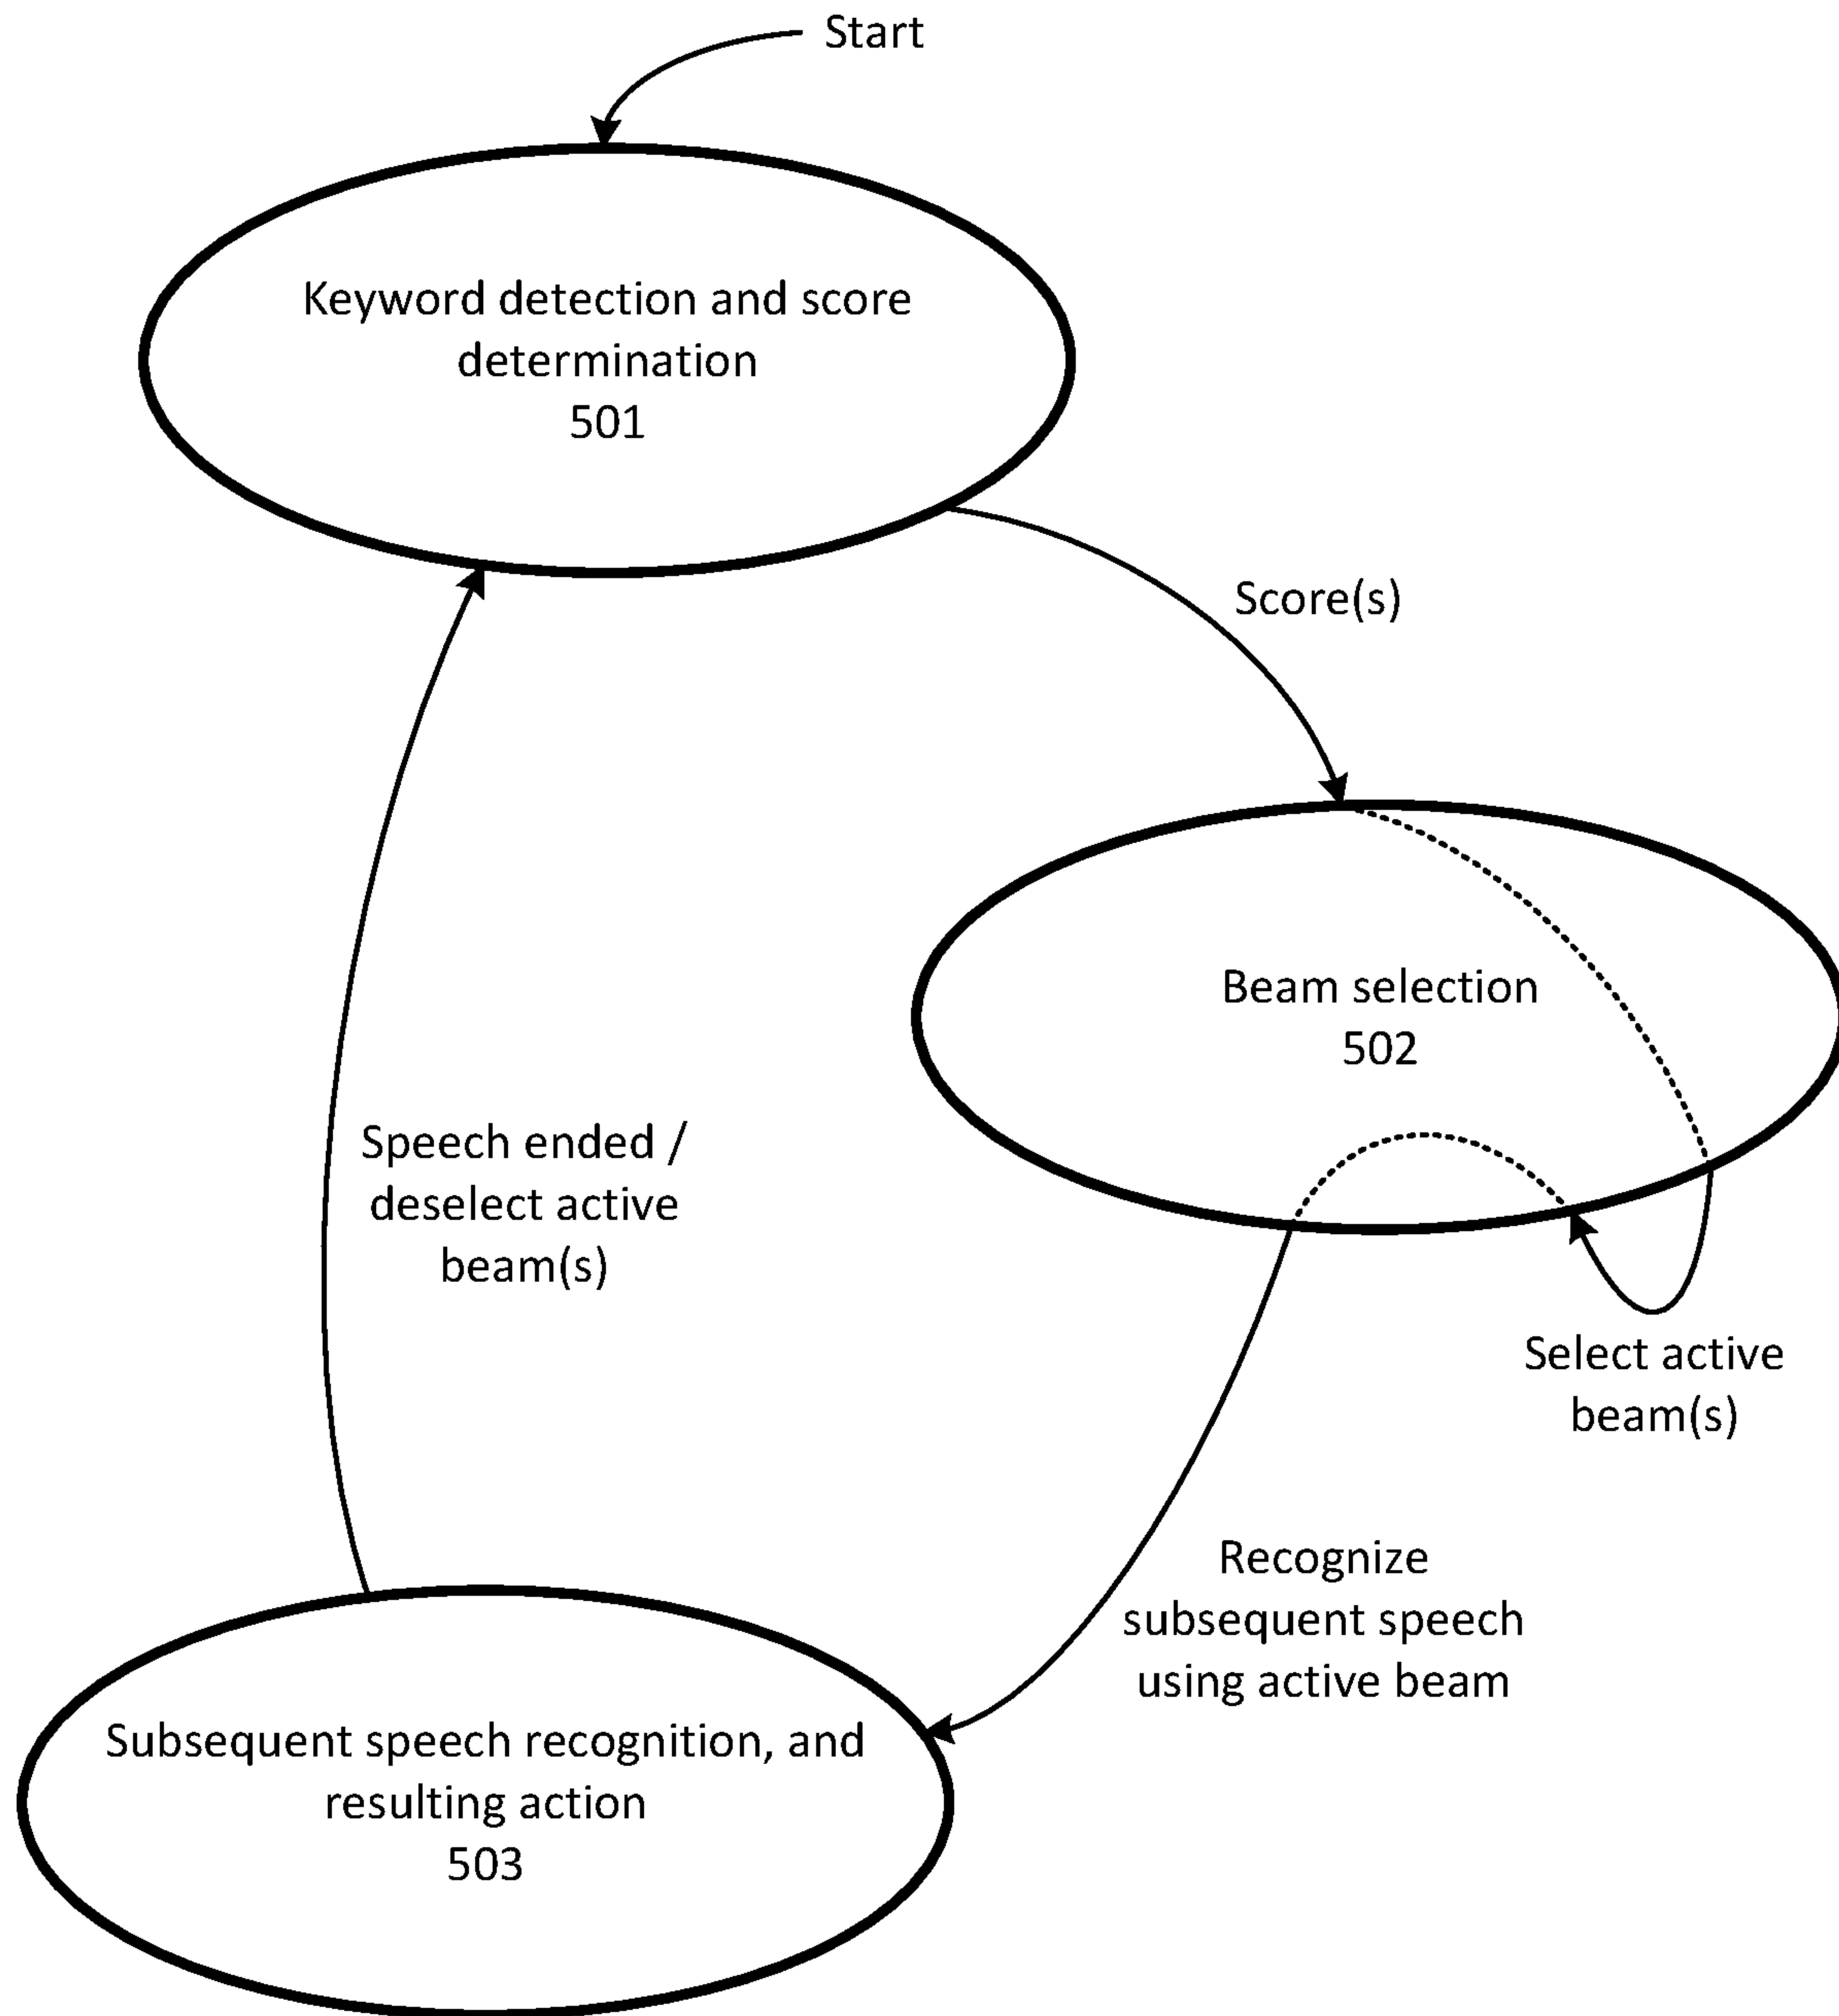 Start
Keyword detection and score
determination
501
Score(s)
Beam selection
502
Speech ended /
deselect active
beam(s)
Select active
beam(s)
Recognize
subsequent speech
using active beam
Subsequent speech recognition, and
resulting action
503